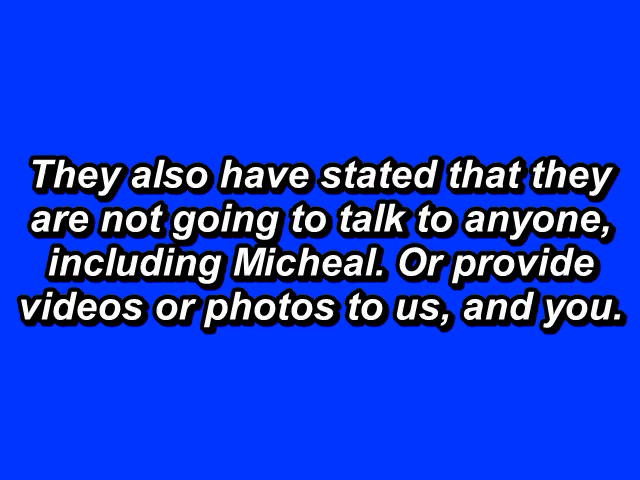 They also have stated that they
are not going to talk to anyone,
including Micheal. Or provide
videos or photos to us, and you.